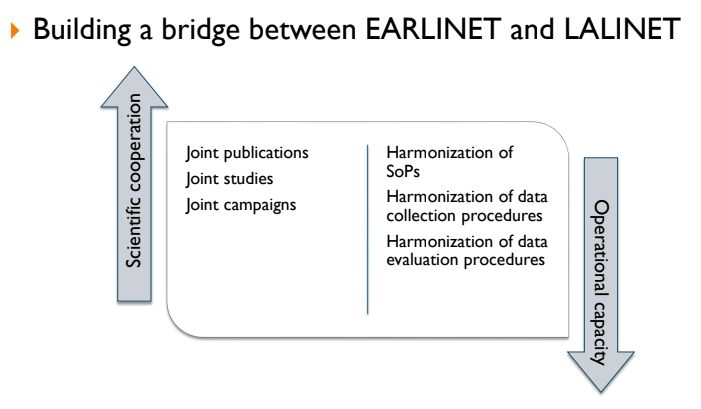 Building a bridge between EARLINET and LALINET
Scientific cooperation
Joint publications
Joint studies
Joint campaigns
Harmonization of
SoPs
Harmonization of data
collection procedures
Harmonization of data
evaluation procedures
Operational capacity